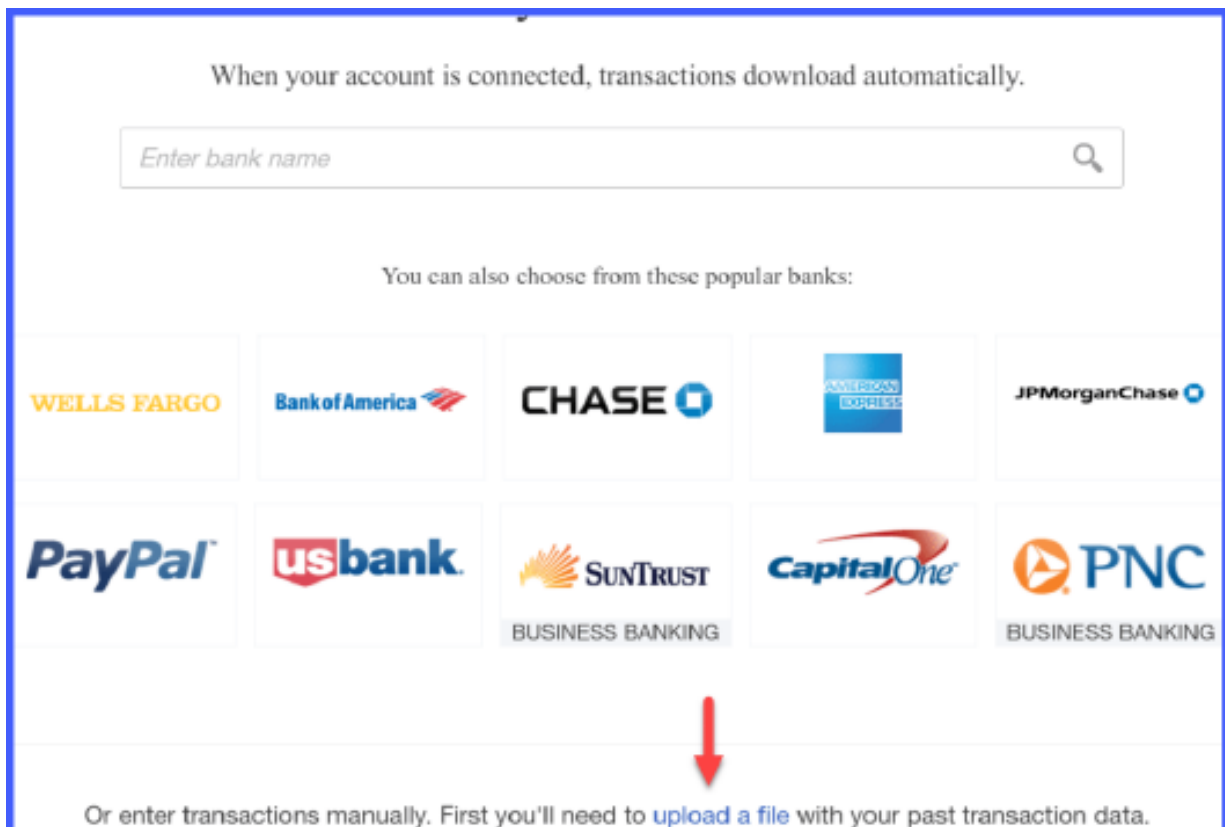 When your account is connected, transactions download automatically.
Enter bank name
You can also choose from these popular banks:
WELLS FARGO
Bank of America
CHASE
AMERICAN
EXPRESS
JPMorganChase
PayPal
usbank.
SUNTRUST
BUSINESS BANKING
CapitalOne
PNC
BUSINESS BANKING
Or enter transactions manually. First you'll need to upload a file with your past transaction data.